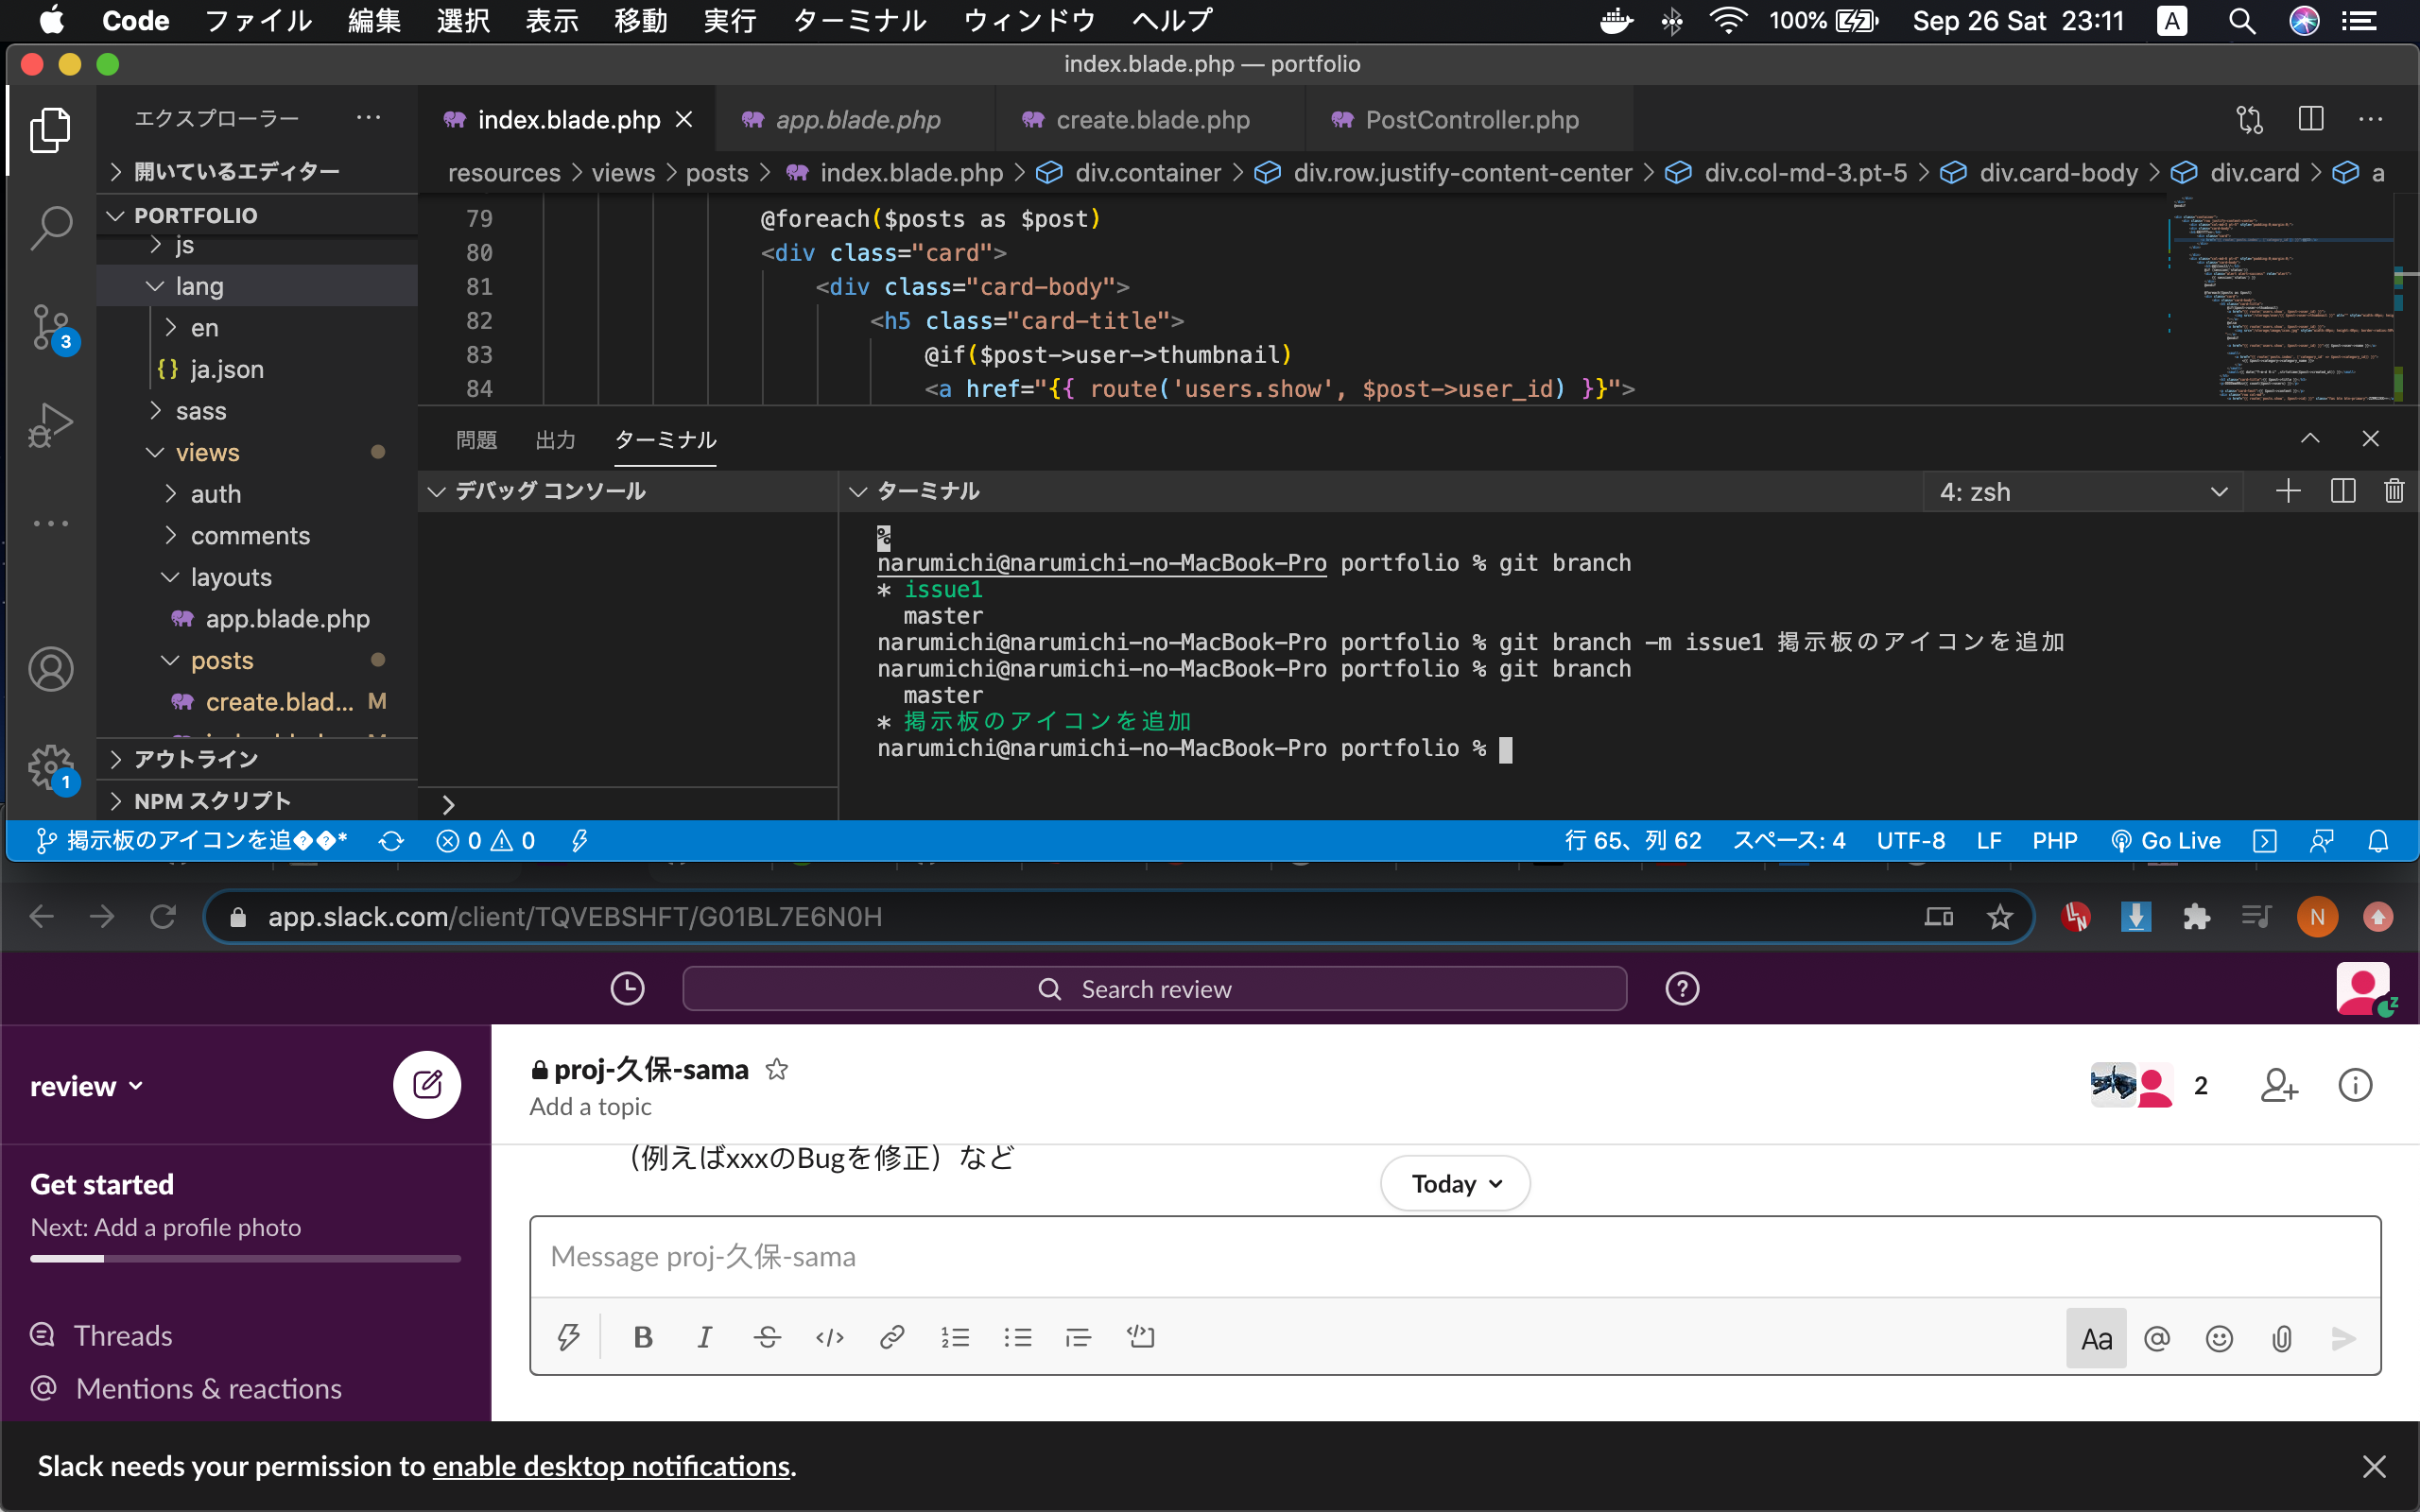 Code ファイル 編集 選択 表示 移動 実行 ターミナル ウィンドウ ヘルプ 100% Sep 26 Sat 23:11 A
index.blade.php — portfolio
エクスプローラー ···
index.blade.php app.blade.php create.blade.php PostController.php
開いているエディター
resources > views > posts > index.blade.php > div.container > div.row.justify-content-center > div.col-md-3.pt-5 > div.card-body > div.card > a
PORTFOLIO
js
lang
en
{} ja.json
sass
views
auth
comments
layouts
app.blade.php
posts
create.blad... M
アウトライン
NPM スクリプト
79 @foreach($posts as $post)
80 <div class="card">
81 <div class="card-body">
82 <h5 class="card-title">
83 @if($post->user->thumbnail)
84 <a href="{{ route('users.show', $post->user_id) }}">
問題 出力 ターミナル
デバッグ コンソール
ターミナル 4: zsh
%
narumichi@narumichi-no-MacBook-Pro portfolio % git branch
* issue1
master
narumichi@narumichi-no-MacBook-Pro portfolio % git branch -m issue1 掲示板のアイコンを追加
narumichi@narumichi-no-MacBook-Pro portfolio % git branch
master
* 掲示板のアイコンを追加
narumichi@narumichi-no-MacBook-Pro portfolio %
3
1
掲示板のアイコンを追��* 0 0 行 65、列 62 スペース: 4 UTF-8 LF PHP Go Live
app.slack.com/client/TQVEBSHFT/G01BL7E6N0H N
Search review
review
proj-久保-sama
Add a topic
2
（例えばxxxのBugを修正）など
Today
Get started
Next: Add a profile photo
Message proj-久保-sama
Threads
Mentions & reactions
B I S Aa @
Slack needs your permission to enable desktop notifications.